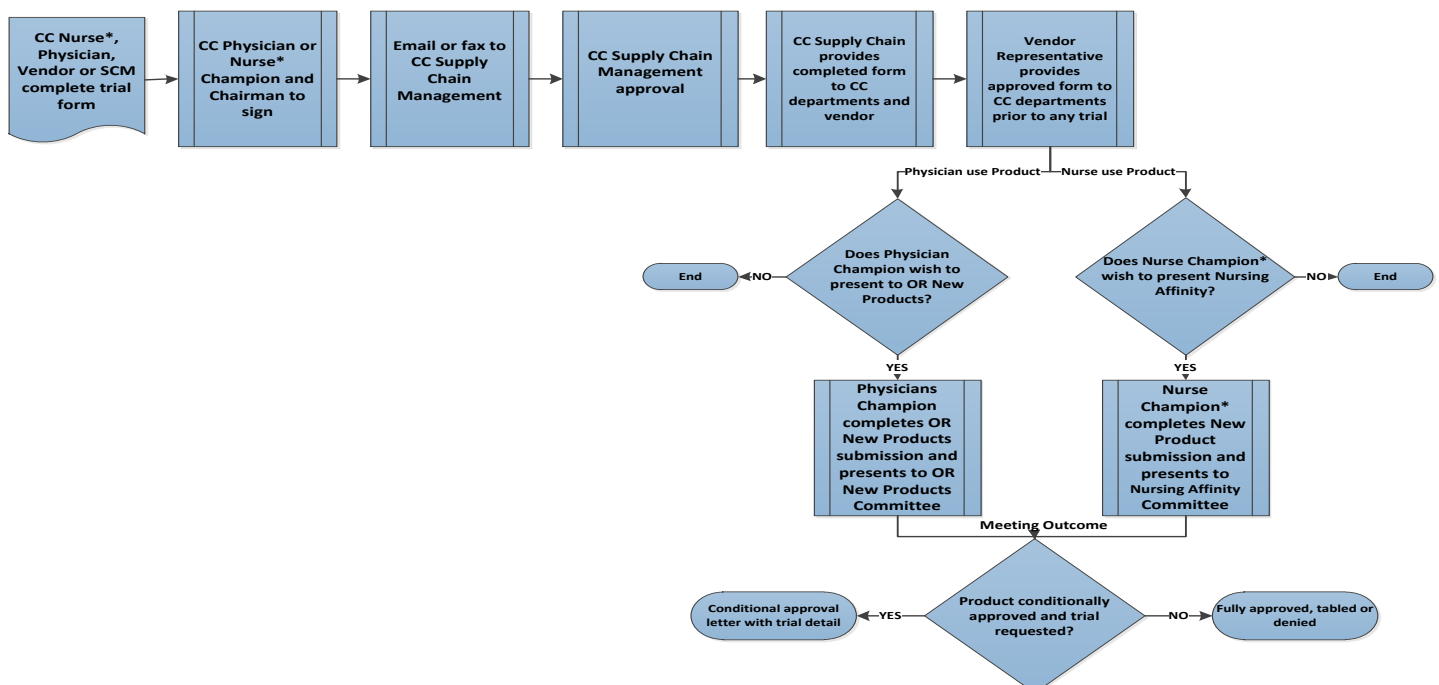 CC Nurse*,
Physician,
Vendor or SCM
complete trial
form
CC Physician or
Nurse*
Champion and
Chairman to
sign
Email or fax to
CC Supply
Chain
Management
CC Supply Chain
Management
approval
CC Supply Chain
provides
completed form
to CC
departments and
vendor
Vendor
Representative
provides
approved form to
CC departments
prior to any trial
Physician use Product
Nurse use Product
Does Physician
Champion wish to
present to OR New
Products?
NO
End
Does Nurse Champion*
wish to present Nursing
Affinity?
NO
End
YES
YES
Physicians
Champion
completes OR
New Products
submission and
presents to OR
New Products
Committee
Nurse
Champion*
completes New
Product
submission and
presents to
Nursing Affinity
Committee
Meeting Outcome
Product conditionally
approved and trial
requested?
YES
Conditional approval
letter with trial detail
NO
Fully approved, tabled or
denied